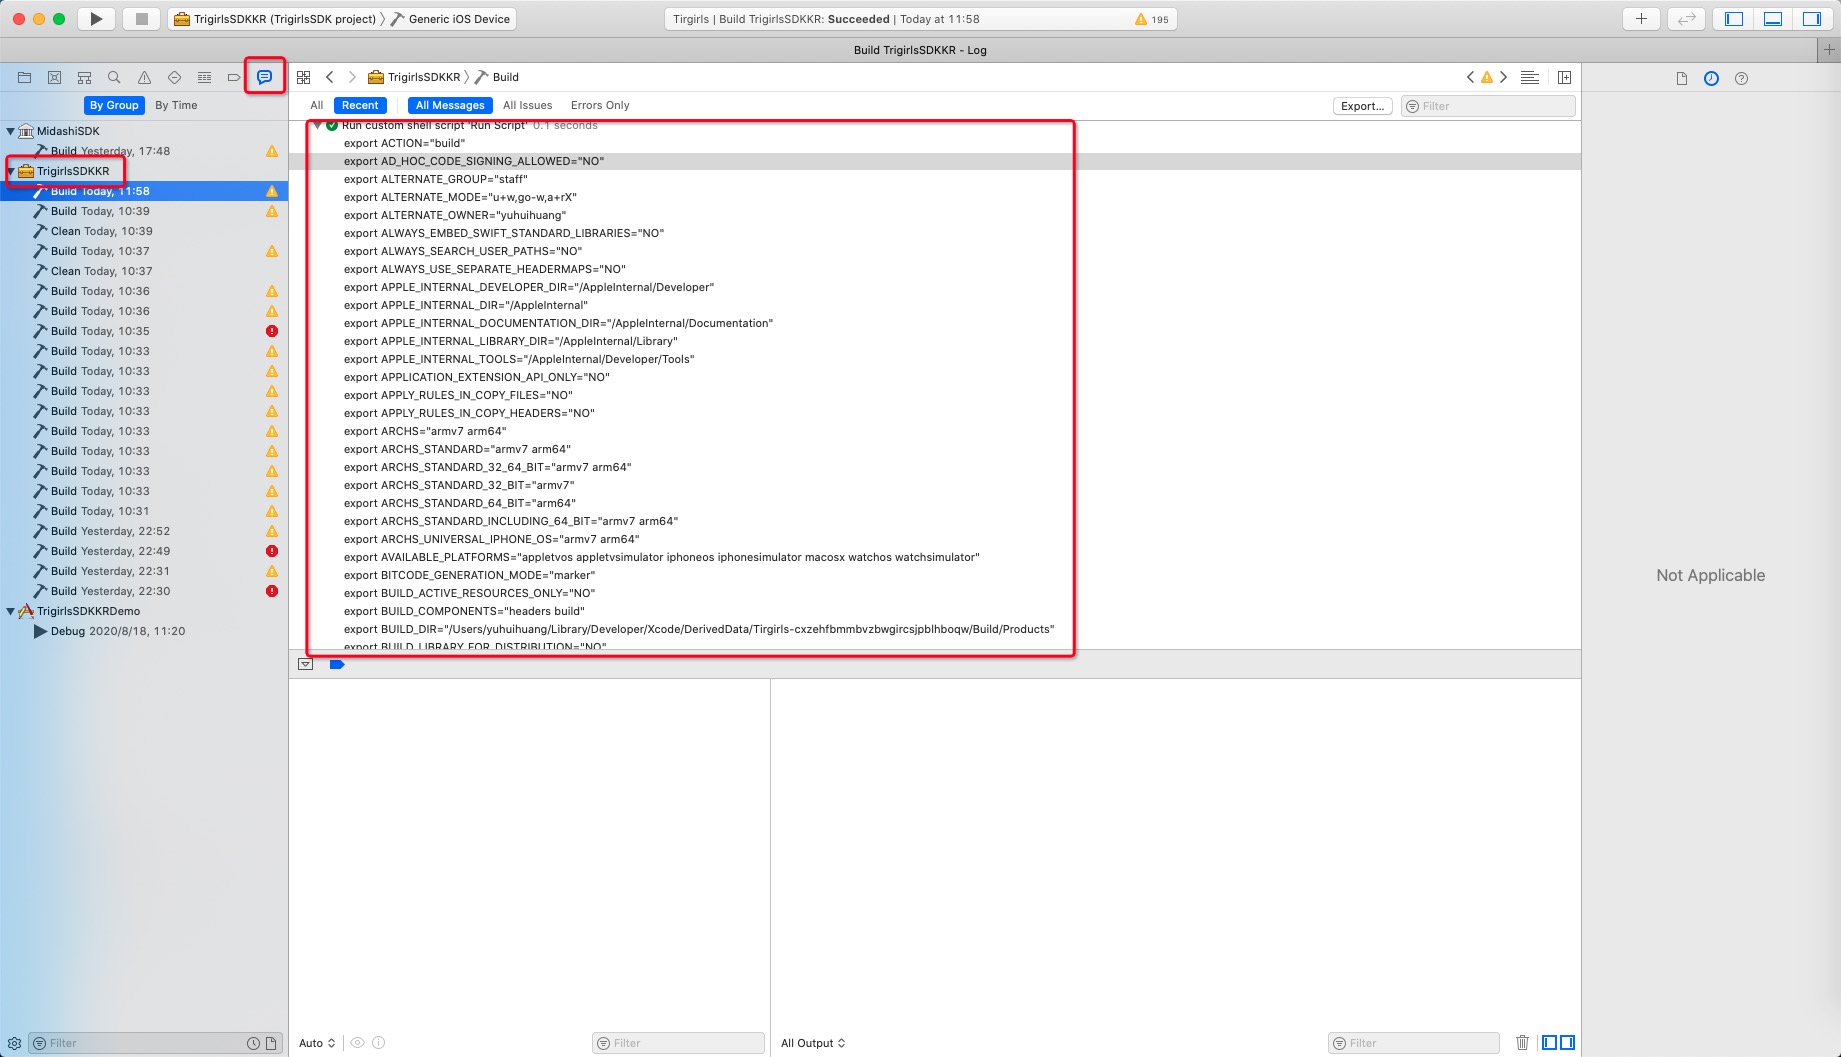 TrigirlsSDKKR (TrigirlsSDK project) 〉 Generic iOS Device
Tirgirls | Build TrigirlsSDKKR: Succeeded | Today at 11:58
195
Build TrigirlsSDKKR - Log
TrigirlsSDKKR 〉 Build
By Group By Time
All Recent All Messages All Issues Errors Only
Export... Filter
MidashiSDK
Build Yesterday, 17:48
TrigirlsSDKKR
Build Today, 11:58
Build Today, 10:39
Clean Today, 10:39
Build Today, 10:37
Clean Today, 10:37
Build Today, 10:36
Build Today, 10:36
Build Today, 10:35
Build Today, 10:33
Build Today, 10:33
Build Today, 10:33
Build Today, 10:33
Build Today, 10:33
Build Today, 10:33
Build Today, 10:33
Build Today, 10:33
Build Today, 10:31
Build Yesterday, 22:52
Build Yesterday, 22:49
Build Yesterday, 22:31
Build Yesterday, 22:30
TrigirlsSDKKRDemo
Debug 2020/8/18, 11:20
Run custom shell script 'Run Script' 0.1 seconds
export ACTION="build"
export AD_HOC_CODE_SIGNING_ALLOWED="NO"
export ALTERNATE_GROUP="staff"
export ALTERNATE_MODE="u+w,go-w,a+rX"
export ALTERNATE_OWNER="yuhuihuang"
export ALWAYS_EMBED_SWIFT_STANDARD_LIBRARIES="NO"
export ALWAYS_SEARCH_USER_PATHS="NO"
export ALWAYS_USE_SEPARATE_HEADERMAPS="NO"
export APPLE_INTERNAL_DEVELOPER_DIR="/AppleInternal/Developer"
export APPLE_INTERNAL_DIR="/AppleInternal"
export APPLE_INTERNAL_DOCUMENTATION_DIR="/AppleInternal/Documentation"
export APPLE_INTERNAL_LIBRARY_DIR="/AppleInternal/Library"
export APPLE_INTERNAL_TOOLS="/AppleInternal/Developer/Tools"
export APPLICATION_EXTENSION_API_ONLY="NO"
export APPLY_RULES_IN_COPY_FILES="NO"
export APPLY_RULES_IN_COPY_HEADERS="NO"
export ARCHS="armv7 arm64"
export ARCHS_STANDARD="armv7 arm64"
export ARCHS_STANDARD_32_64_BIT="armv7 arm64"
export ARCHS_STANDARD_32_BIT="armv7"
export ARCHS_STANDARD_64_BIT="arm64"
export ARCHS_STANDARD_INCLUDING_64_BIT="armv7 arm64"
export ARCHS_UNIVERSAL_IPHONE_OS="armv7 arm64"
export AVAILABLE_PLATFORMS="appletvos appletvsimulator iphoneos iphonesimulator macosx watchos watchsimulator"
export BITCODE_GENERATION_MODE="marker"
export BUILD_ACTIVE_RESOURCES_ONLY="NO"
export BUILD_COMPONENTS="headers build"
export BUILD_DIR="/Users/yuhuihuang/Library/Developer/Xcode/DerivedData/Tirgirls-cxzehfbmmbvzbwgircsjpblhboqw/Build/Products"
export BUILD_LIBRARY_FOR_DISTRIBUTION="NO"
Not Applicable
Filter
Auto
Filter
All Output
Filter